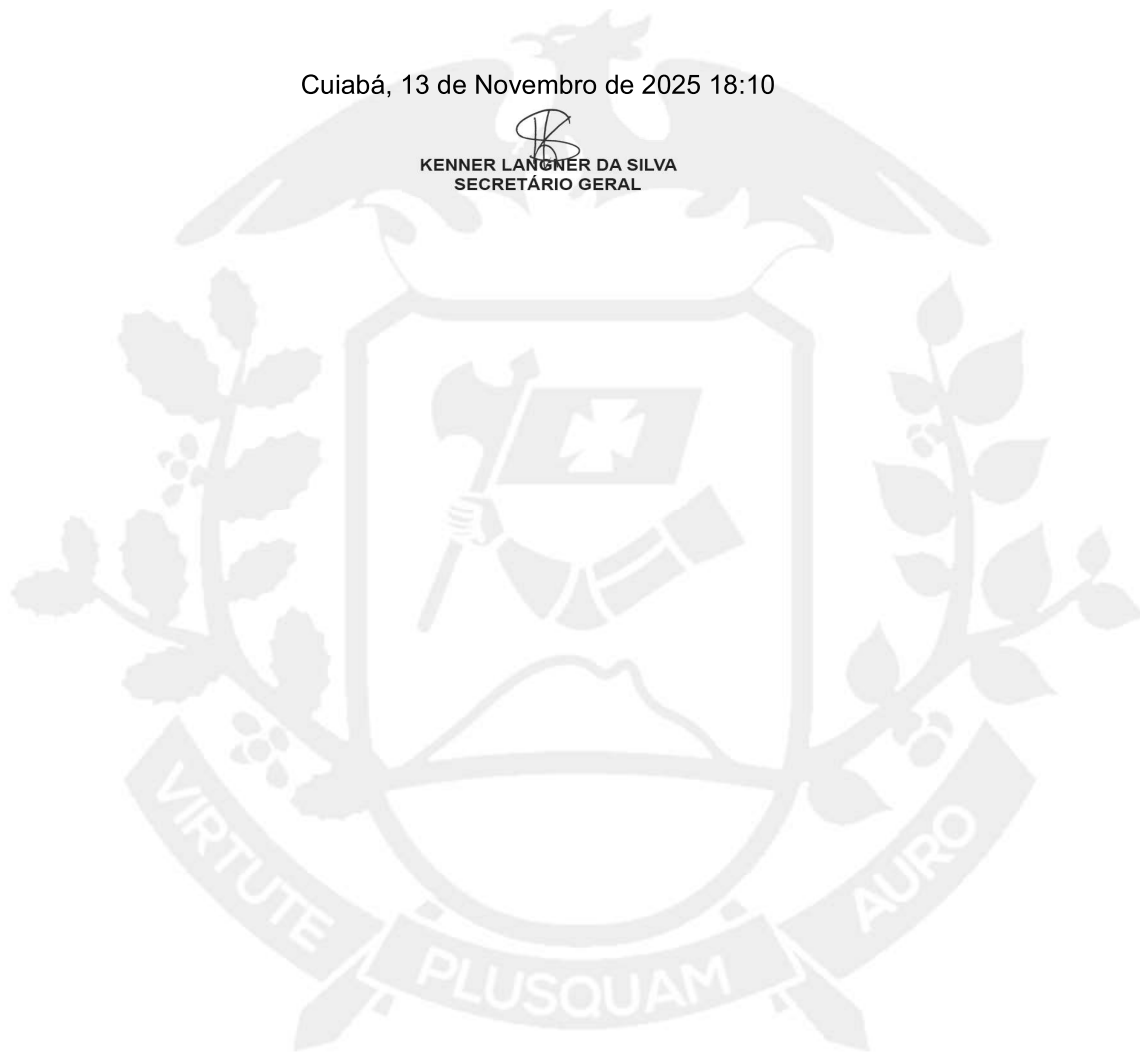 Cuiabá, 13 de Novembro de 2025 18:10
KENNER LANGNER DA SILVA
SECRETÁRIO GERAL
VIRTUTE PLUSQUAM AURO